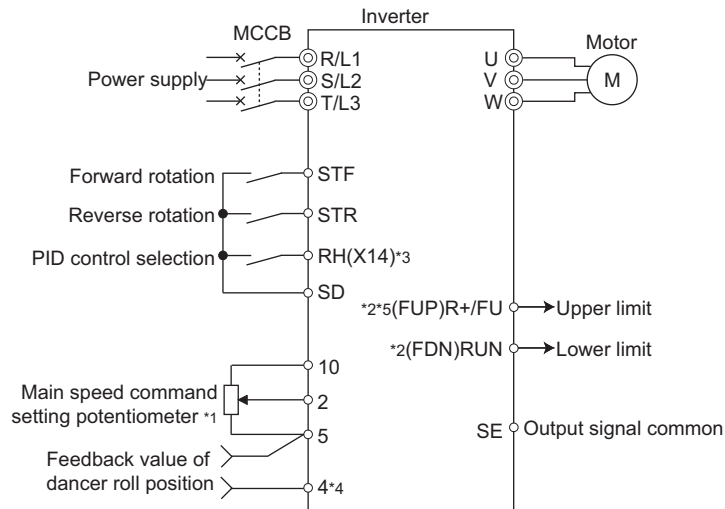 Inverter
MCCB
Motor
Power supply
R/L1
S/L2
T/L3
U
V
W
M
Forward rotation
STF
Reverse rotation
STR
PID control selection
RH(X14)*3
SD
*2*5(FUP)R+/FU
Upper limit
*2(FDN)RUN
Lower limit
10
Main speed command
setting potentiometer *1
2
5
SE
Output signal common
Feedback value of
dancer roll position
4*4